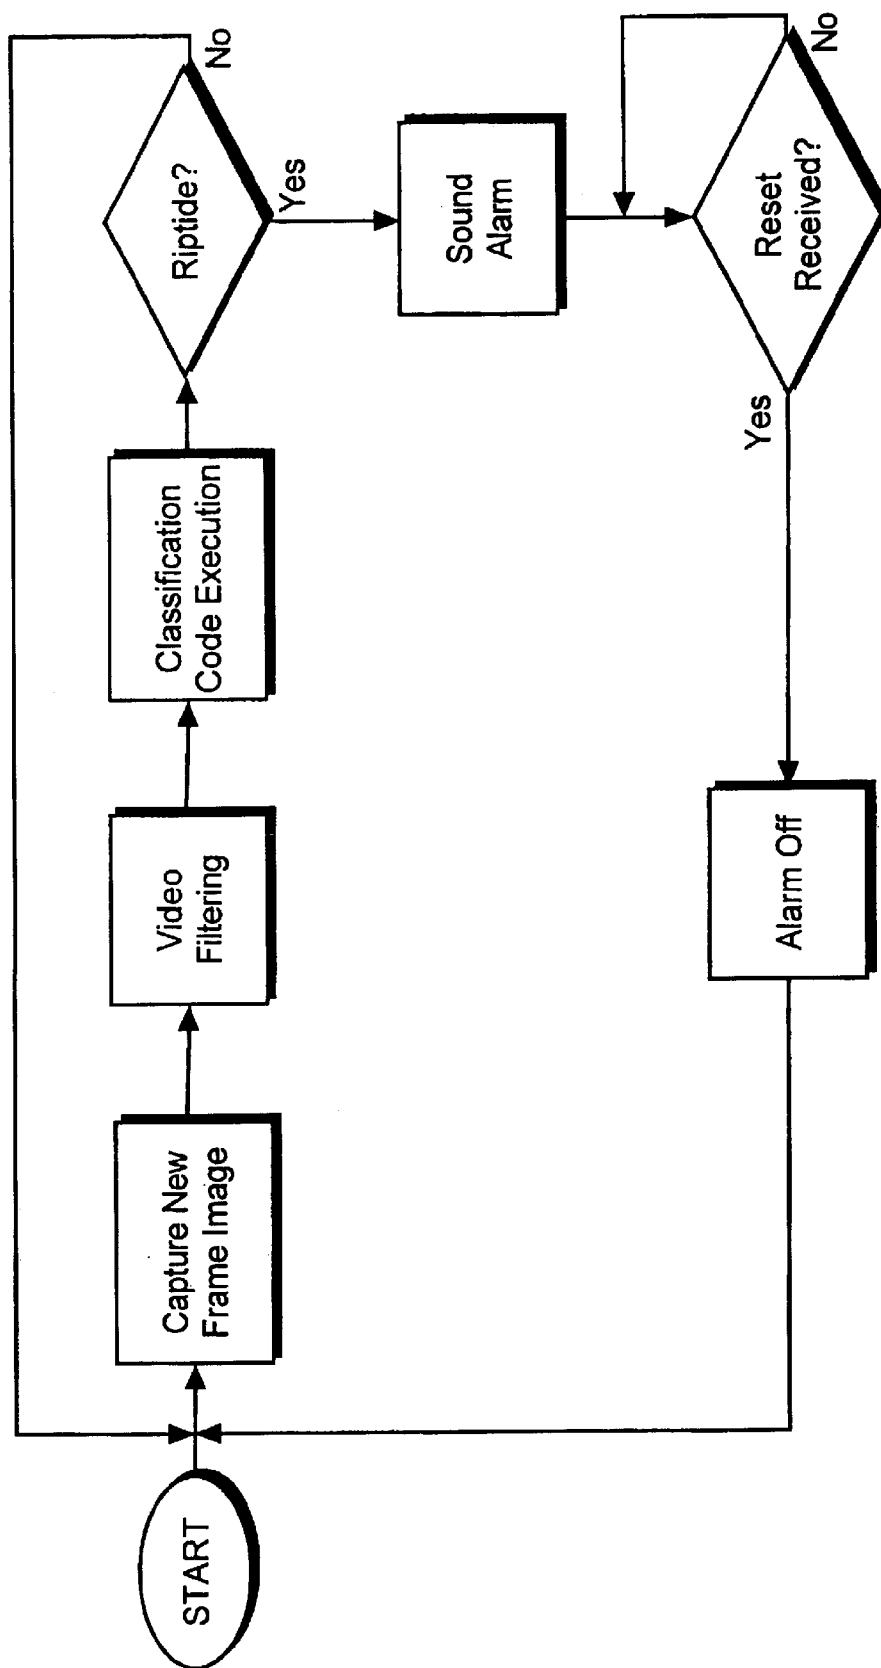 START
Capture New
Frame Image
Video
Filtering
Classification
Code Execution
Riptide?
No
Yes
Sound
Alarm
Reset
Received?
No
Yes
Alarm Off